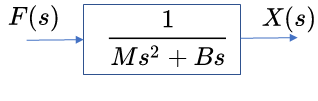 F(s)
1
Ms² + Bs
X(s)